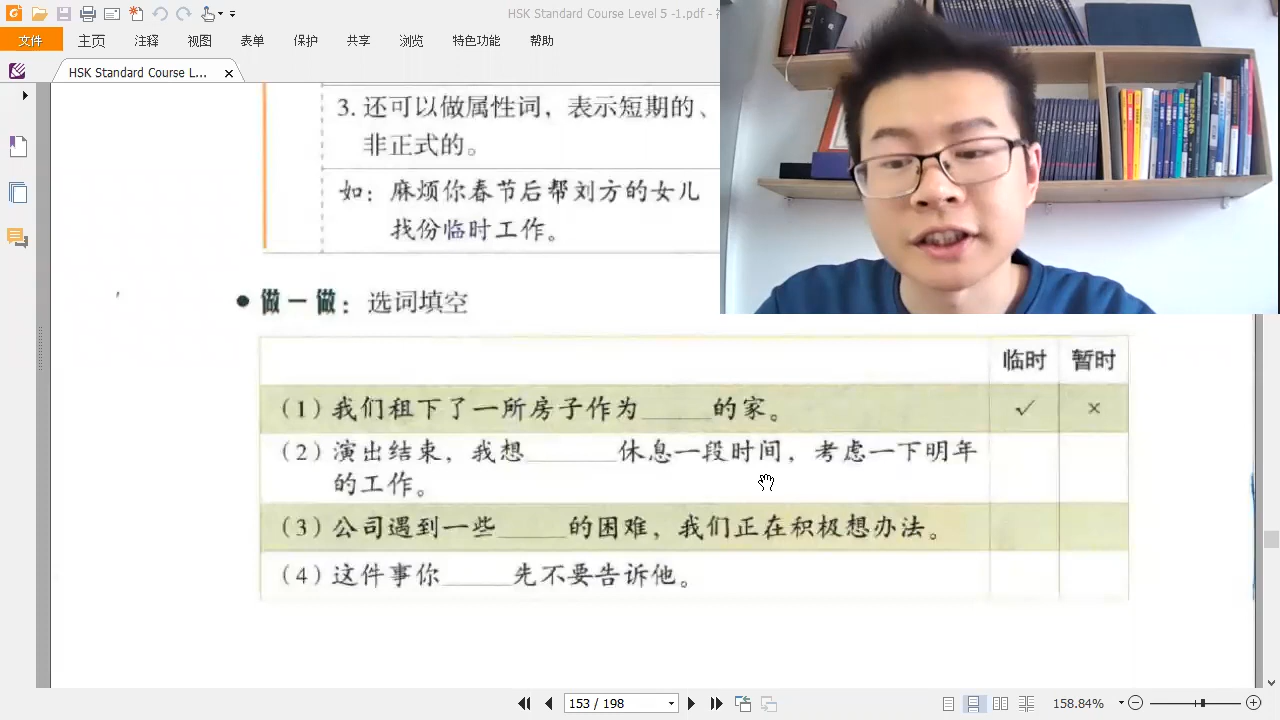 HSK Standard Course Level 5 -1.pdf -
文件 主页 注释 视图 表单 保护 共享 浏览 特色功能 帮助
HSK Standard Course L...
3. 还可以做属性词，表示短期的、
非正式的。
如：麻烦你春节后帮刘方的女儿
找份临时工作。
● 做一做：选词填空
临时 暂时
（1）我们租下了一所房子作为_____的家。 ✓ ×
（2）演出结束，我想______休息一段时间，考虑一下明年
的工作。
（3）公司遇到一些_____的困难，我们正在积极想办法。
（4）这件事你_____先不要告诉他。
153 / 198
158.84%